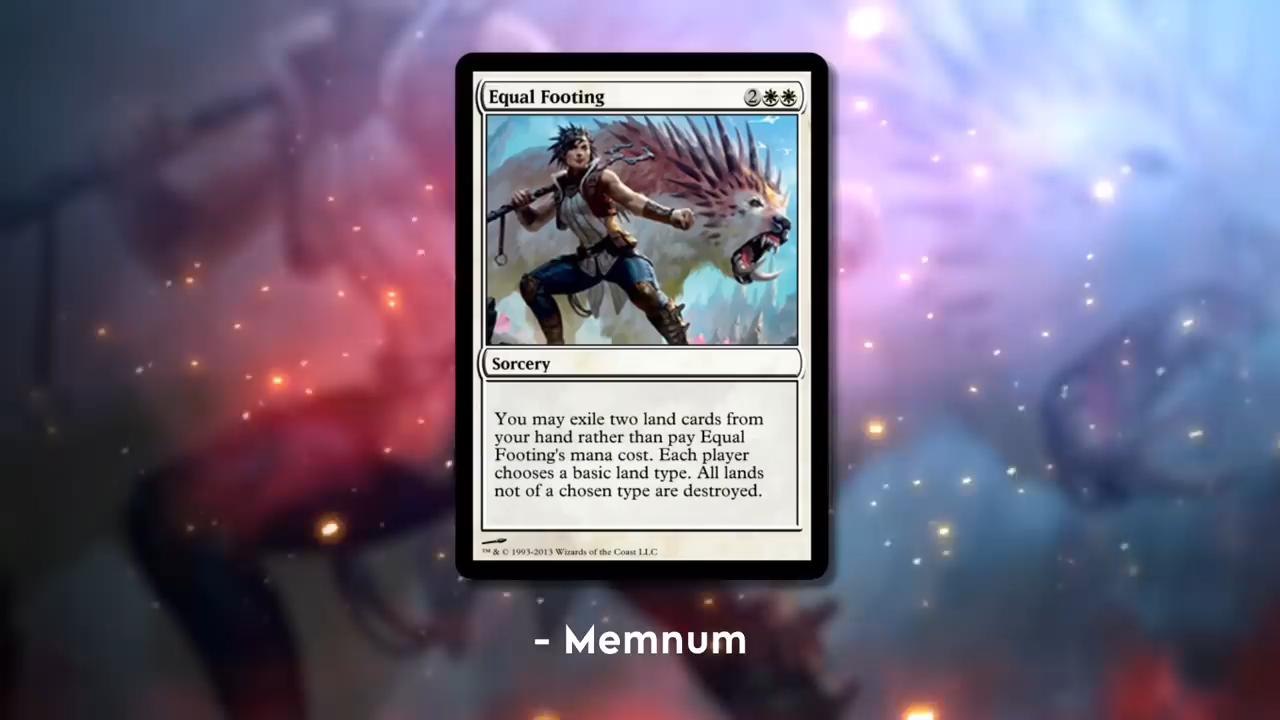 Equal Footing 2
Sorcery
You may exile two land cards from
your hand rather than pay Equal
Footing's mana cost. Each player
chooses a basic land type. All lands
not of a chosen type are destroyed.
™ & © 1993-2013 Wizards of the Coast LLC
- Memnum